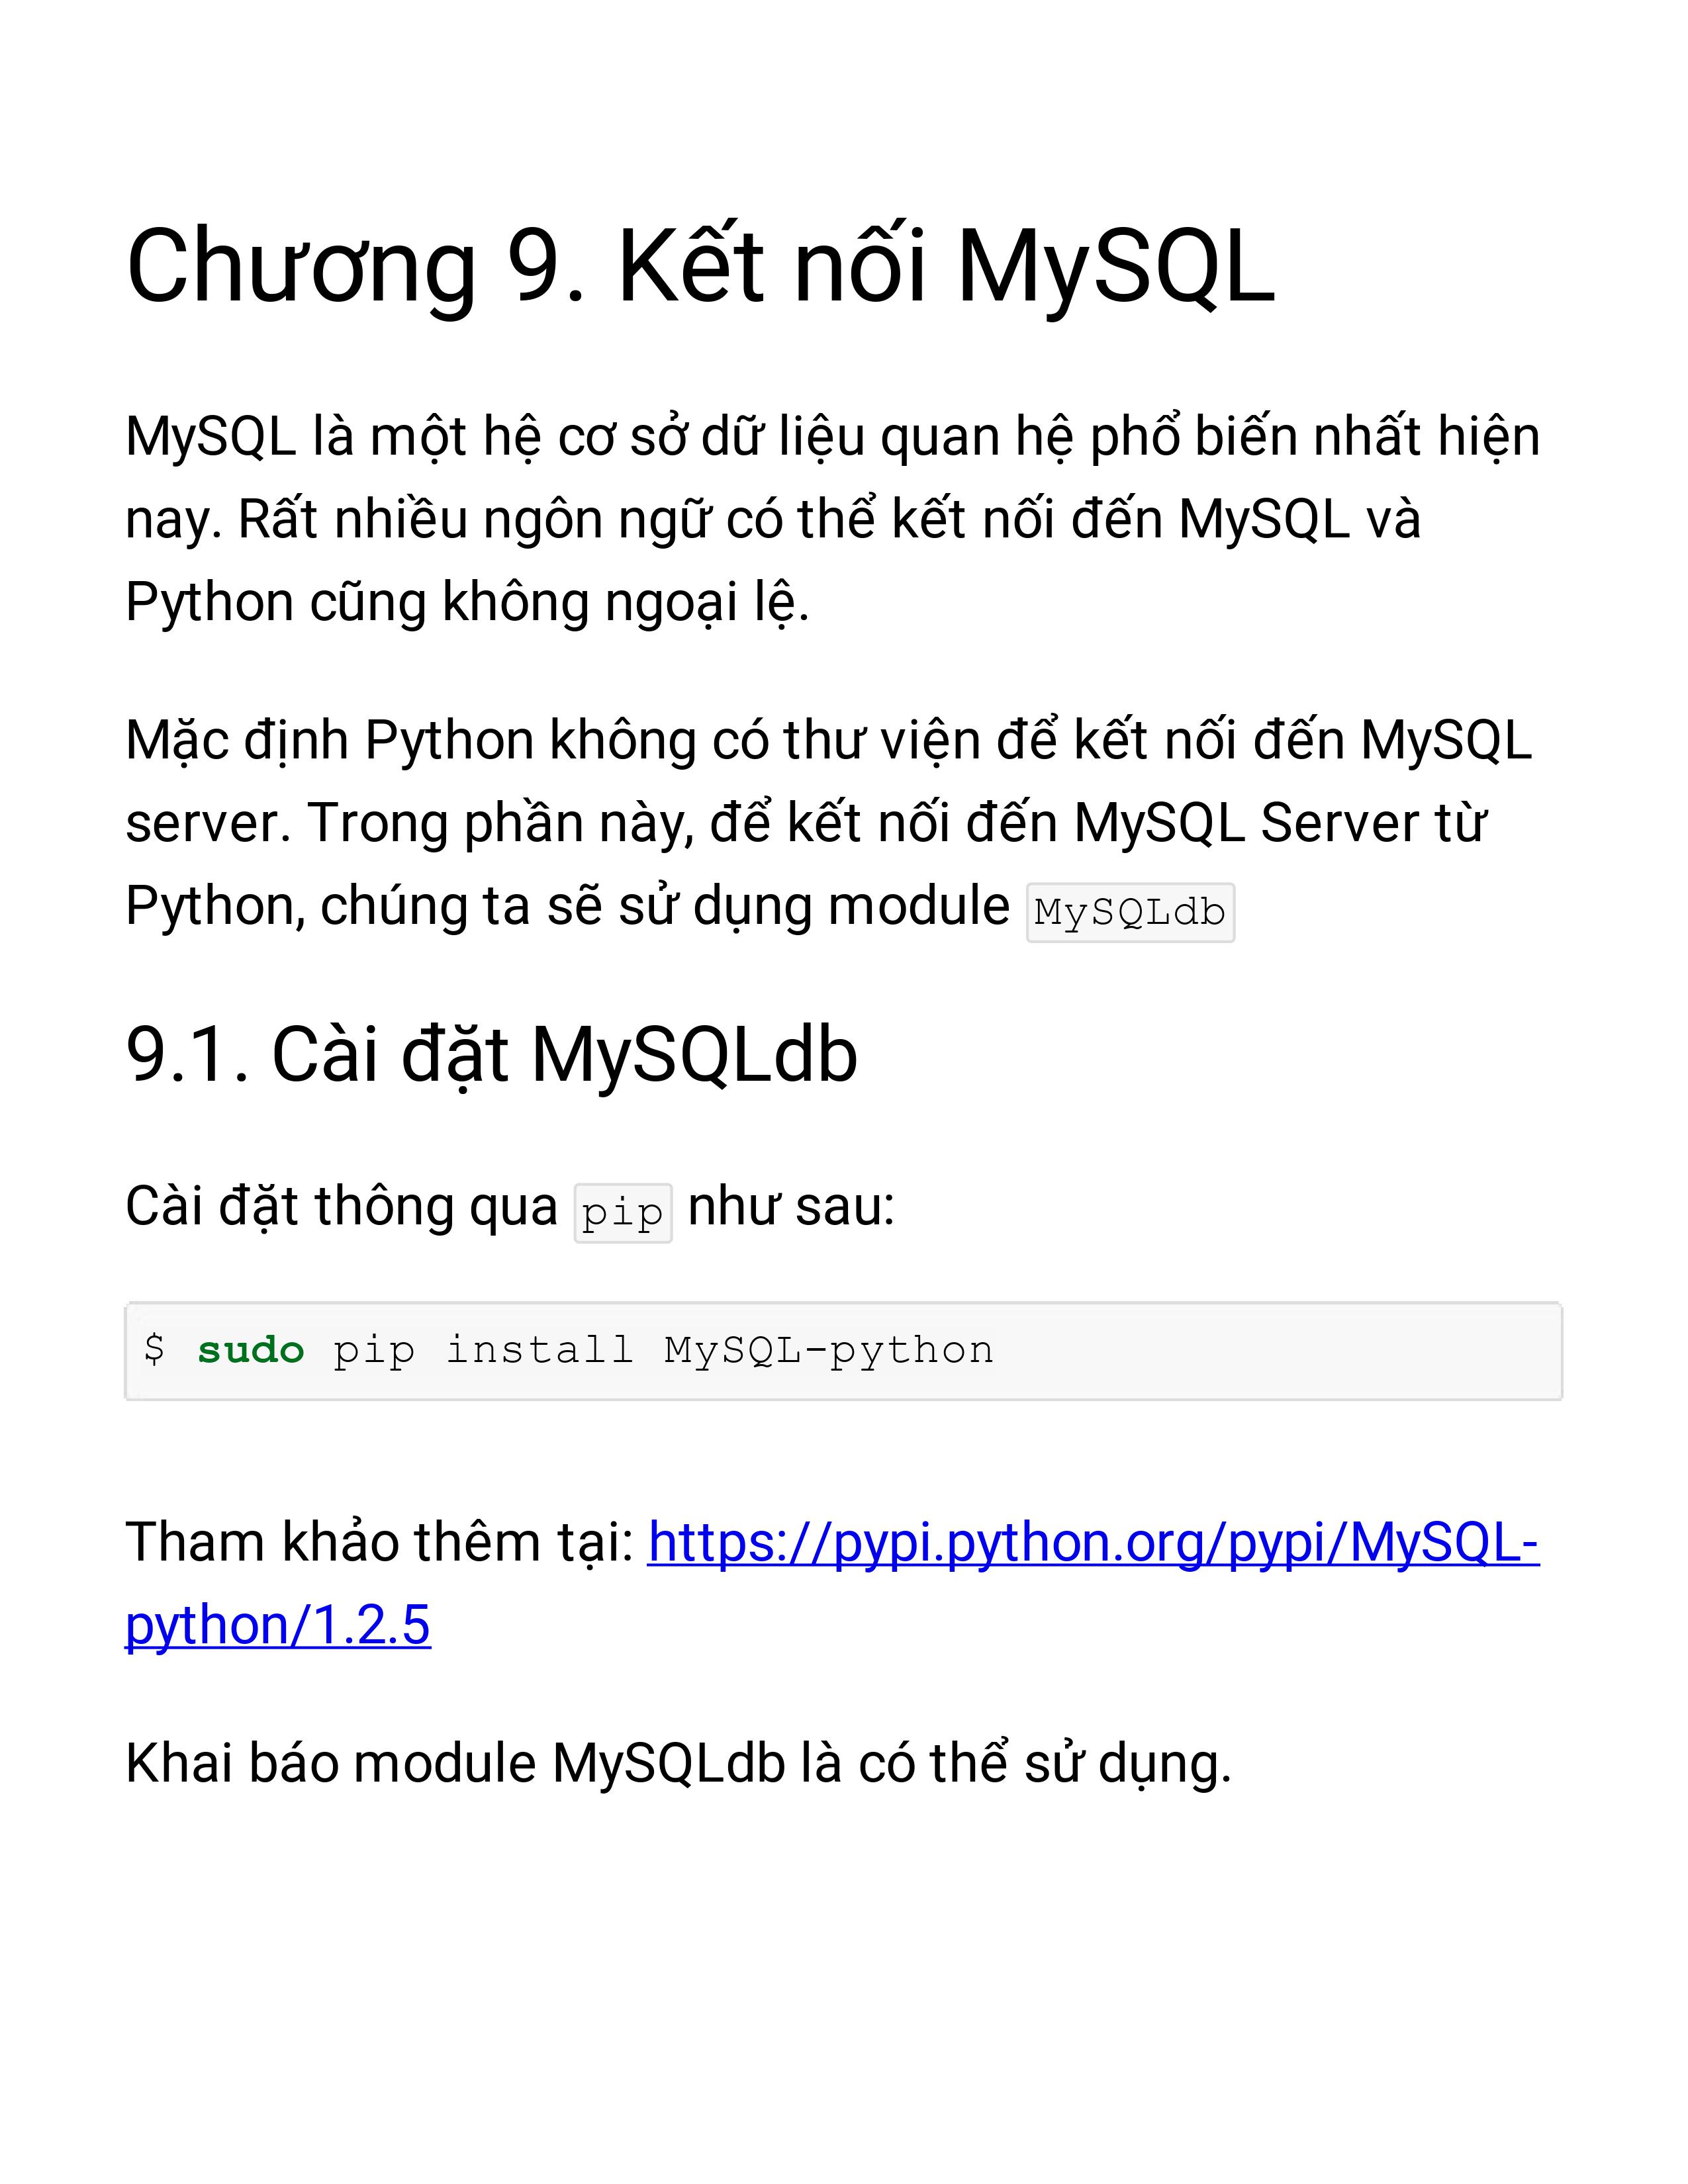 Chương 9. Kết nối MySQL
MySQL là một hệ cơ sở dữ liệu quan hệ phổ biến nhất hiện
nay. Rất nhiều ngôn ngữ có thể kết nối đến MySQL và
Python cũng không ngoại lệ.
Mặc định Python không có thư viện để kết nối đến MySQL
server. Trong phần này, để kết nối đến MySQL Server từ
Python, chúng ta sẽ sử dụng module MySQLdb
9.1. Cài đặt MySQLdb
Cài đặt thông qua pip như sau:
$ sudo pip install MySQL-python
Tham khảo thêm tại: https://pypi.python.org/pypi/MySQL-
python/1.2.5
Khai báo module MySQLdb là có thể sử dụng.